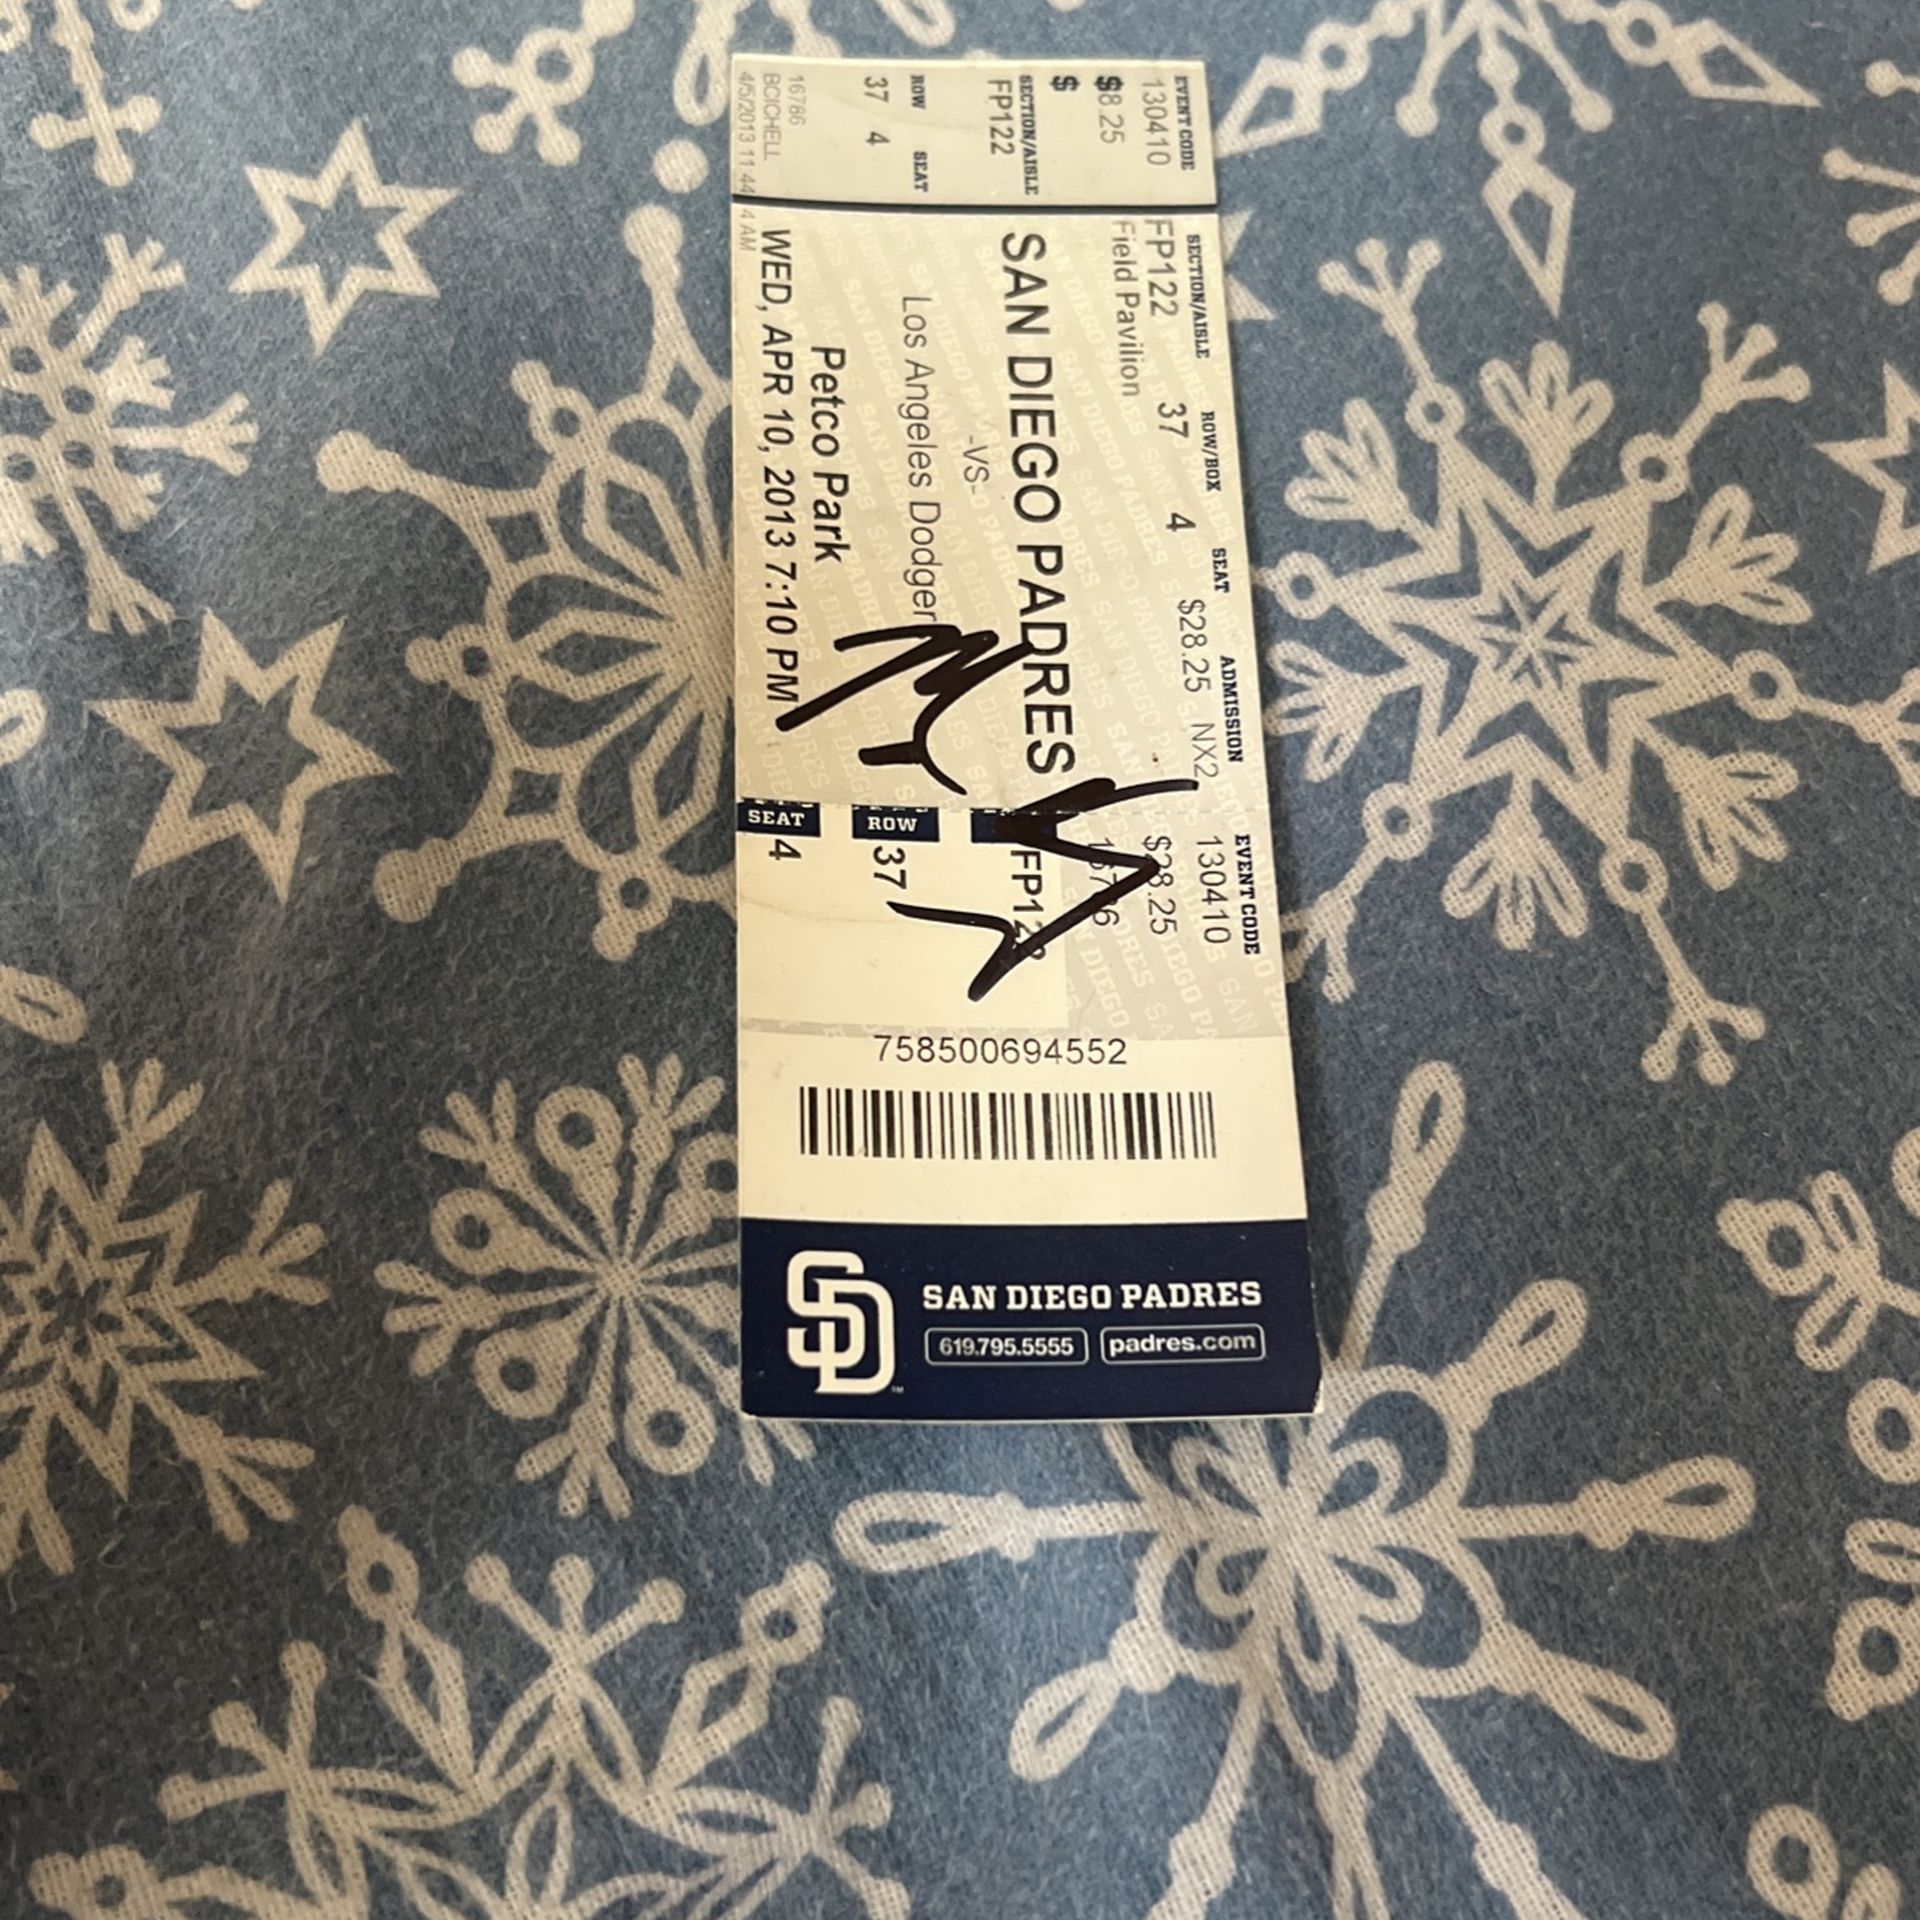 EVENT CODE
130410
$8.25
$
SECTION/AISLE
FP122
ROW SEAT
37 4
16786
BCICHELL
4/5/2013 11 44
4 AM
SECTION/AISLE ROW/BOX SEAT ADMISSION
FP122 37 4 $28.25 NX2
Field Pavilion
SAN DIEGO PADRES
-VS-
Los Angeles Dodger
Petco Park
WED, APR 10, 2013 7:10 PM
EVENT CODE
130410
$28.25
FP12
ROW
37
SEAT
4
758500694552
SD
SAN DIEGO PADRES
619.795.5555 padres.com